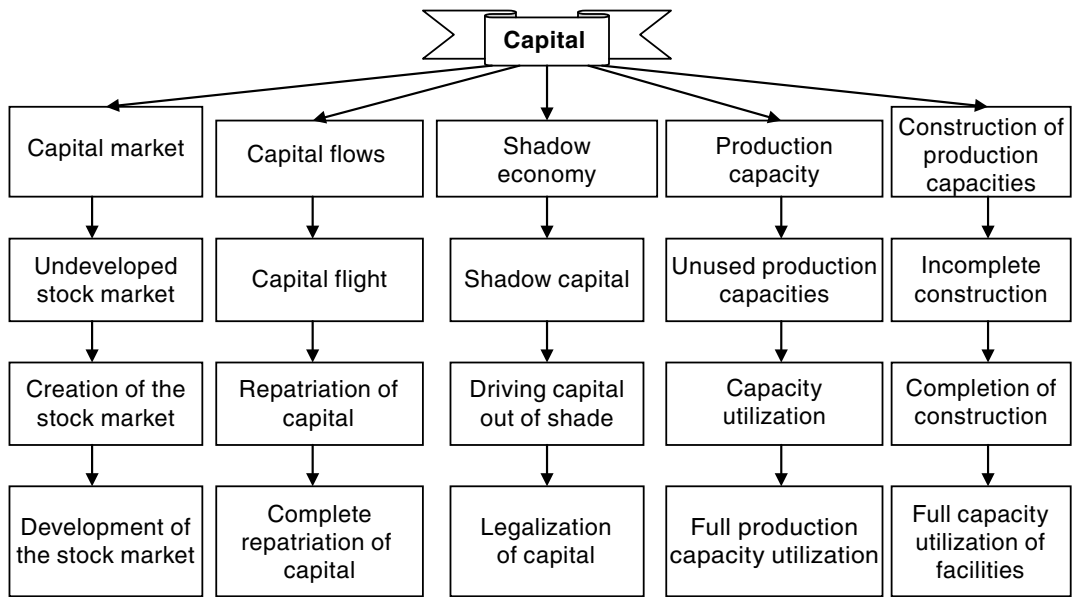 Capital
Capital market
Capital flows
Shadow
economy
Production
capacity
Construction of
production
capacities
Undeveloped
stock market
Capital flight
Shadow capital
Unused production
capacities
Incomplete
construction
Creation of the
stock market
Repatriation of
capital
Driving capital
out of shade
Capacity
utilization
Completion of
construction
Development of
the stock market
Complete
repatriation of
capital
Legalization
of capital
Full production
capacity utilization
Full capacity
utilization of
facilities